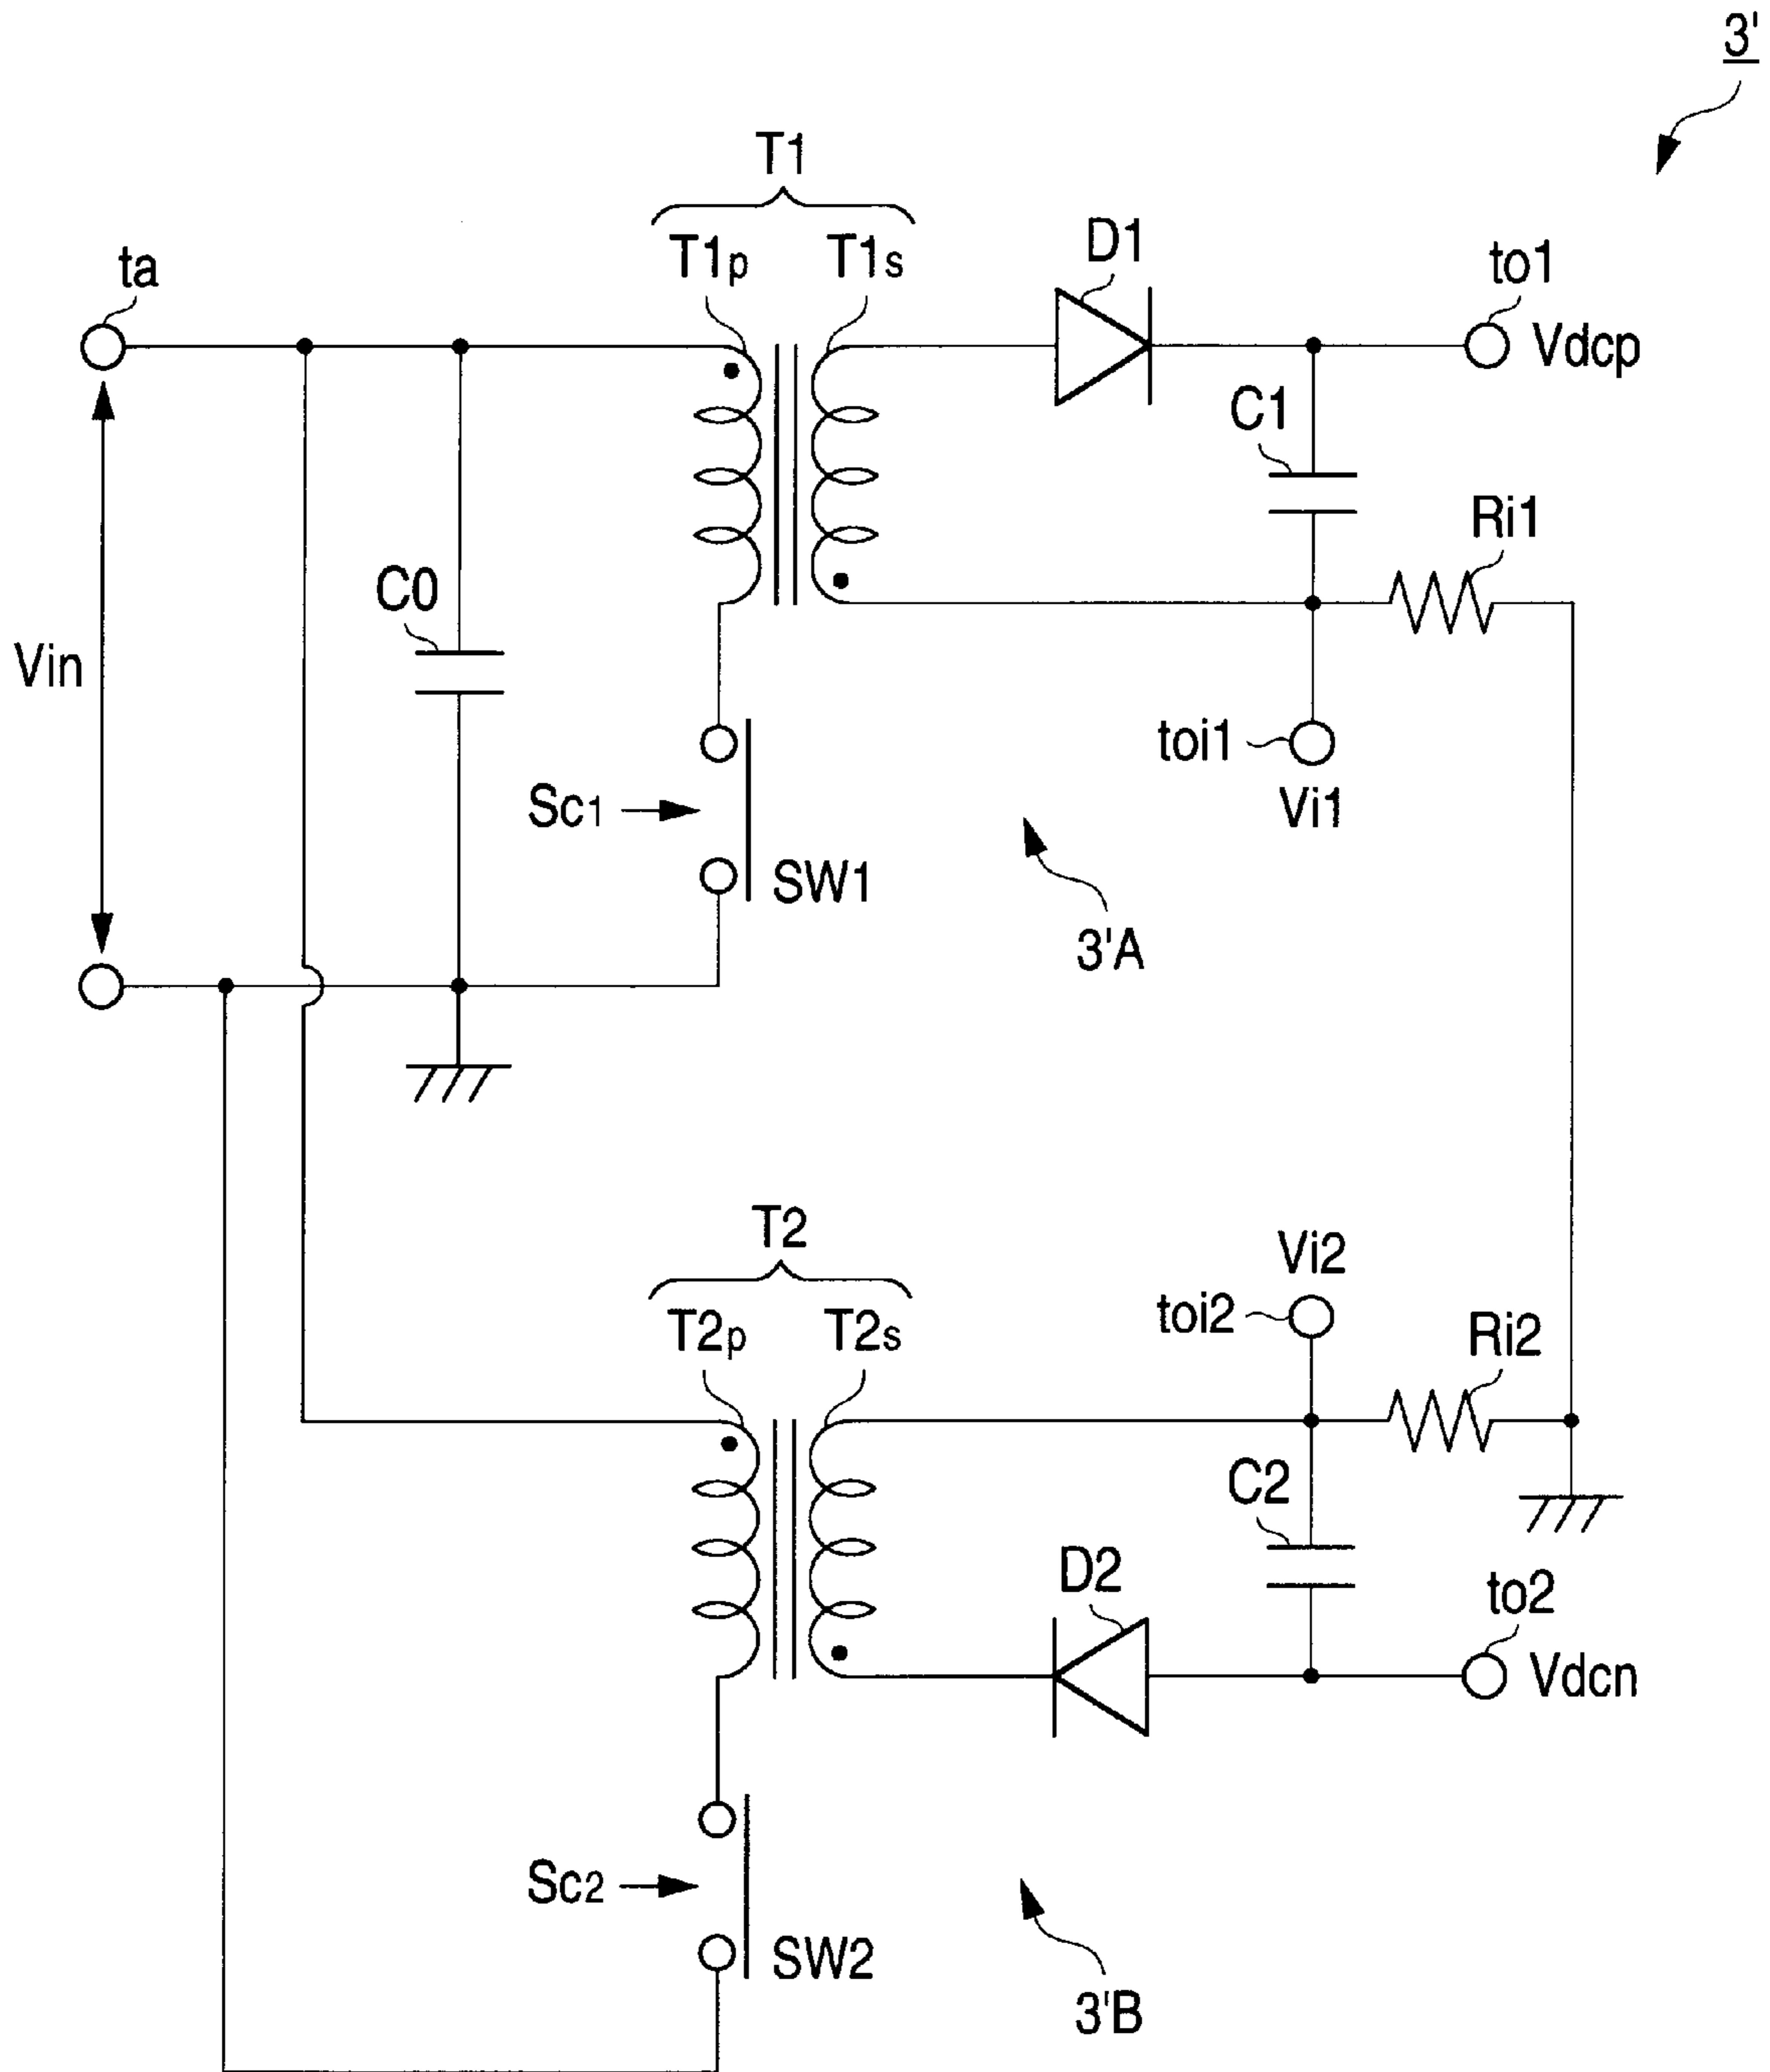 3'
T1
T1p
T1s
D1
to1
ta
Vdcp
C1
Ri1
C0
Vin
toi1
Vi1
Sc1
SW1
3'A
T2
Vi2
toi2
T2p
T2s
Ri2
C2
D2
to2
Vdcn
Sc2
SW2
3'B